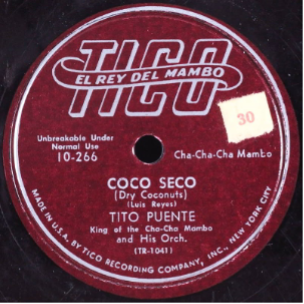 TICO
EL REY DEL MAMBO
30
Unbreakable Under
Normal Use
10-266
Cha-Cha-Cha Mambo
COCO SECO
(Dry Coconuts)
(Luis Reyes)
TITO PUENTE
King of the Cha-Cha Mambo
and His Orch.
(TR-1041)
MADE IN U.S.A. BY TICO RECORDING COMPANY, INC., NEW YORK CITY